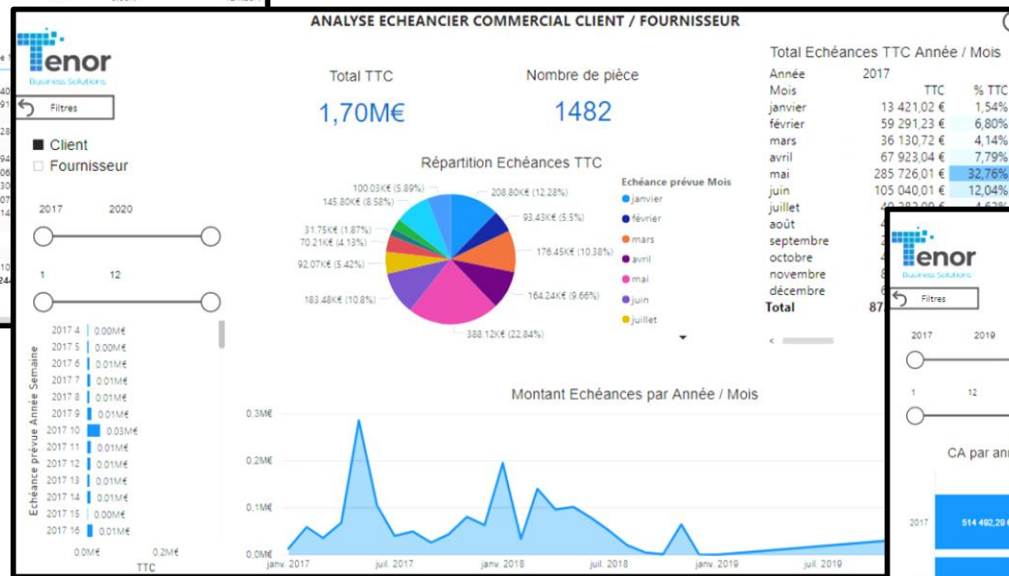 ANALYSE ECHEANCIER COMMERCIAL CLIENT / FOURNISSEUR
Tenor
Business Solutions
Filtres
Client
Fournisseur
2017 2020
1 12
Echéance prévue Année Semaine
2017 4 0.00M€
2017 5 0.00M€
2017 6 0.01M€
2017 7 0.01M€
2017 8 0.01M€
2017 9 0.01M€
2017 10 0.03M€
2017 11 0.01M€
2017 12 0.01M€
2017 13 0.01M€
2017 14 0.01M€
2017 15 0.00M€
2017 16 0.01M€
0.0M€ 0.2M€
TTC
Total TTC
1,70M€
Nombre de pièce
1482
Répartition Echéances TTC
100.03K€ (5.89%)
208.80K€ (12.28%)
145.80K€ (8.58%)
93.43K€ (5.5%)
31.75K€ (1.87%)
176.45K€ (10.38%)
70.21K€ (4.13%)
92.07K€ (5.42%)
164.24K€ (9.66%)
183.48K€ (10.8%)
388.12K€ (22.84%)
Echéance prévue Mois
janvier
février
mars
avril
mai
juin
juillet
Total Echéances TTC Année / Mois
Année 2017
Mois TTC % TTC
janvier 13 421,02 € 1,54%
février 59 291,23 € 6,80%
mars 36 130,72 € 4,14%
avril 67 923,04 € 7,79%
mai 285 726,01 € 32,76%
juin 105 040,01 € 12,04%
juillet
août
septembre
octobre
novembre
décembre
Total 87
Montant Echéances par Année / Mois
0.3M€
0.2M€
0.1M€
0.0M€
janv. 2017 juil. 2017 janv. 2018 juil. 2018 janv. 2019 juil. 2019
Tenor
Business Solutions
Filtres
2017 2019
1 12
CA par ann
2017 514 492,29